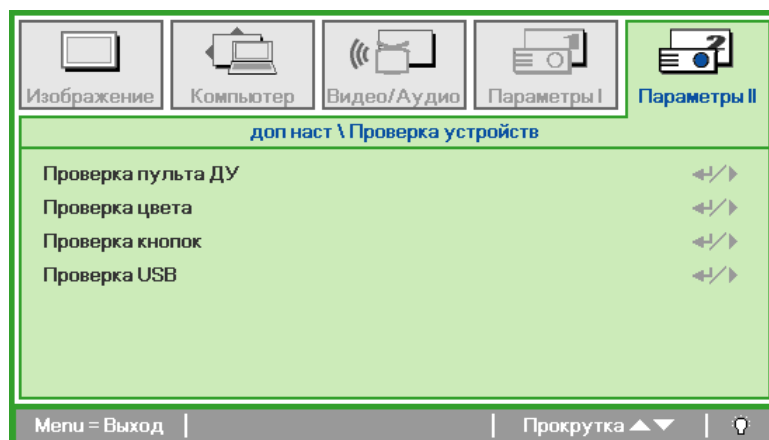 Изображение Компьютер Видео/Аудио Параметры I Параметры II
доп наст \ Проверка устройств
Проверка пульта ДУ
Проверка цвета
Проверка кнопок
Проверка USB
Menu = Выход Прокрутка ▲▼